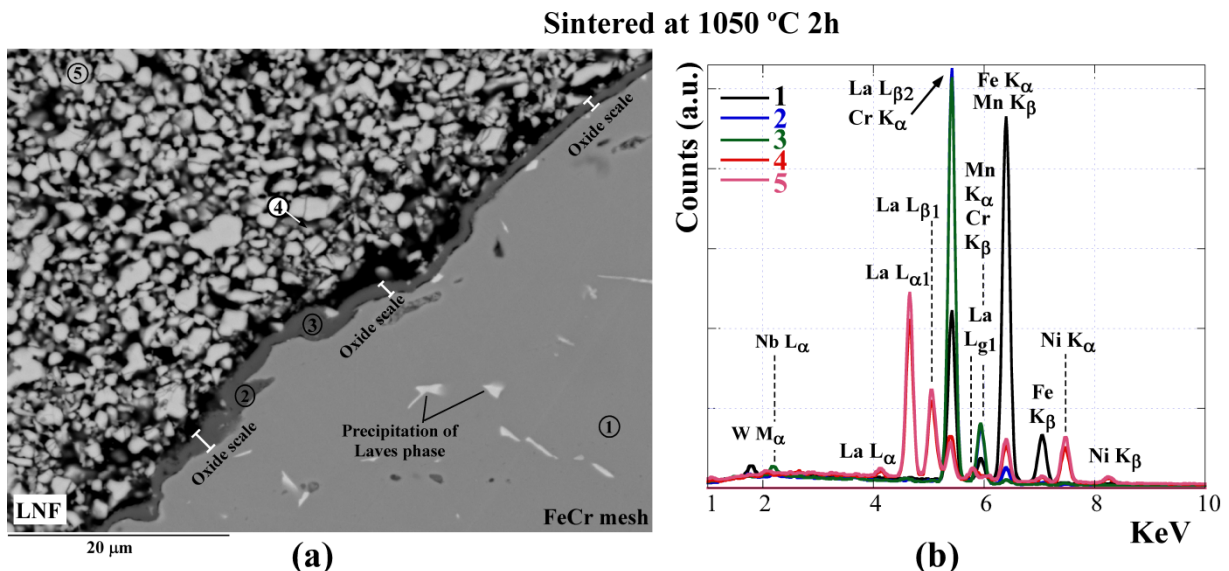 Sintered at 1050 ºC 2h
5
Oxide scale
4
3
Oxide scale
2
Oxide scale
Precipitation of
Laves phase
1
LNF
FeCr mesh
20 µm
(a)
Counts (a.u.)
1
2
3
4
5
La Lβ2
Cr Kα
Fe Kα
Mn Kβ
Mn
Kα
Cr
Kβ
La Lβ1
La Lα1
La
Lg1
Nb Lα
Ni Kα
Fe
Kβ
W Mα
La Lα
Ni Kβ
1 2 4 6 8 10
KeV
(b)